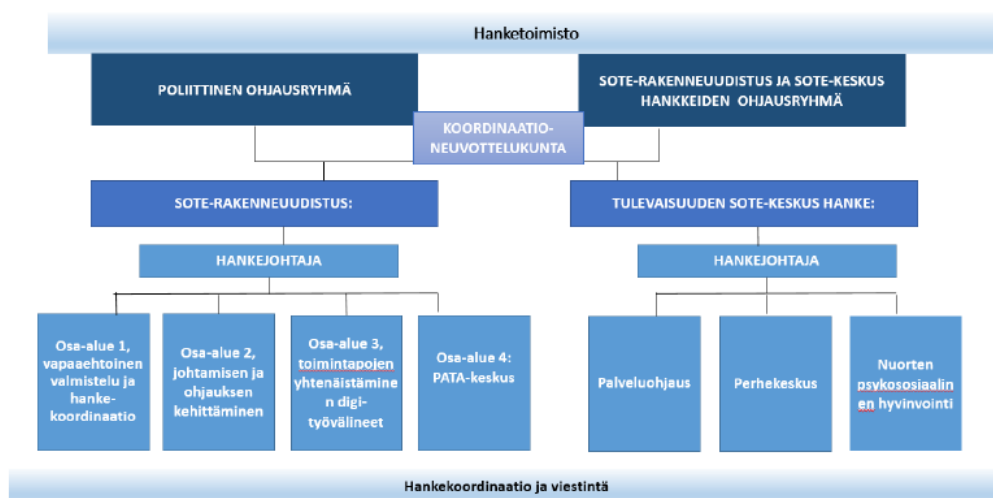 Hanketoimisto
POLIITTINEN OHJAUSRYHMÄ
SOTE-RAKENNEUUDISTUS JA SOTE-KESKUS
HANKKEIDEN OHJAUSRYHMÄ
KOORDINAATIO-
NEUVOTTELUKUNTA
SOTE-RAKENNEUUDISTUS:
TULEVAISUUDEN SOTE-KESKUS HANKE:
HANKEJOHTAJA
HANKEJOHTAJA
Osa-alue 1,
vapaaehtoinen
valmistelu ja
hanke-
koordinaatio
Osa-alue 2,
johtamisen ja
ohjauksen
kehittäminen
Osa-alue 3,
toimintapojen
yhtenäistämine
n digi-
työvälineet
Osa-alue 4:
PATA-keskus
Palveluohjaus
Perhekeskus
Nuorten
psykososiaalin
en hyvinvointi
Hankekoordinaatio ja viestintä